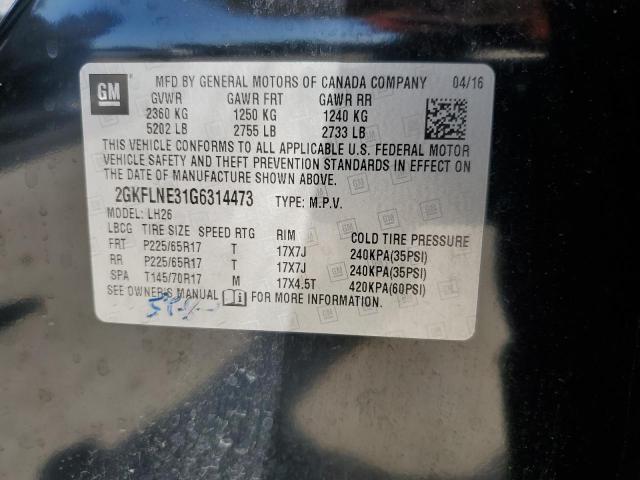 GM
MFD BY GENERAL MOTORS OF CANADA COMPANY 04/16
GVWR GAWR FRT GAWR RR
2360 KG 1250 KG 1240 KG
5202 LB 2755 LB 2733 LB
THIS VEHICLE CONFORMS TO ALL APPLICABLE U.S. FEDERAL MOTOR
VEHICLE SAFETY AND THEFT PREVENTION STANDARDS IN EFFECT ON
THE DATE OF MANUFACTURE SHOWN ABOVE.
2GKFLNE31G6314473 TYPE: M.P.V.
MODEL: LH26
LBCG TIRE SIZE SPEED RTG RIM COLD TIRE PRESSURE
FRT P225/65R17 T 17X7J 240KPA(35PSI)
RR P225/65R17 T 17X7J 240KPA(35PSI)
SPA T145/70R17 M 17X4.5T 420KPA(60PSI)
SEE OWNER'S MANUAL FOR MORE INFORMATION.